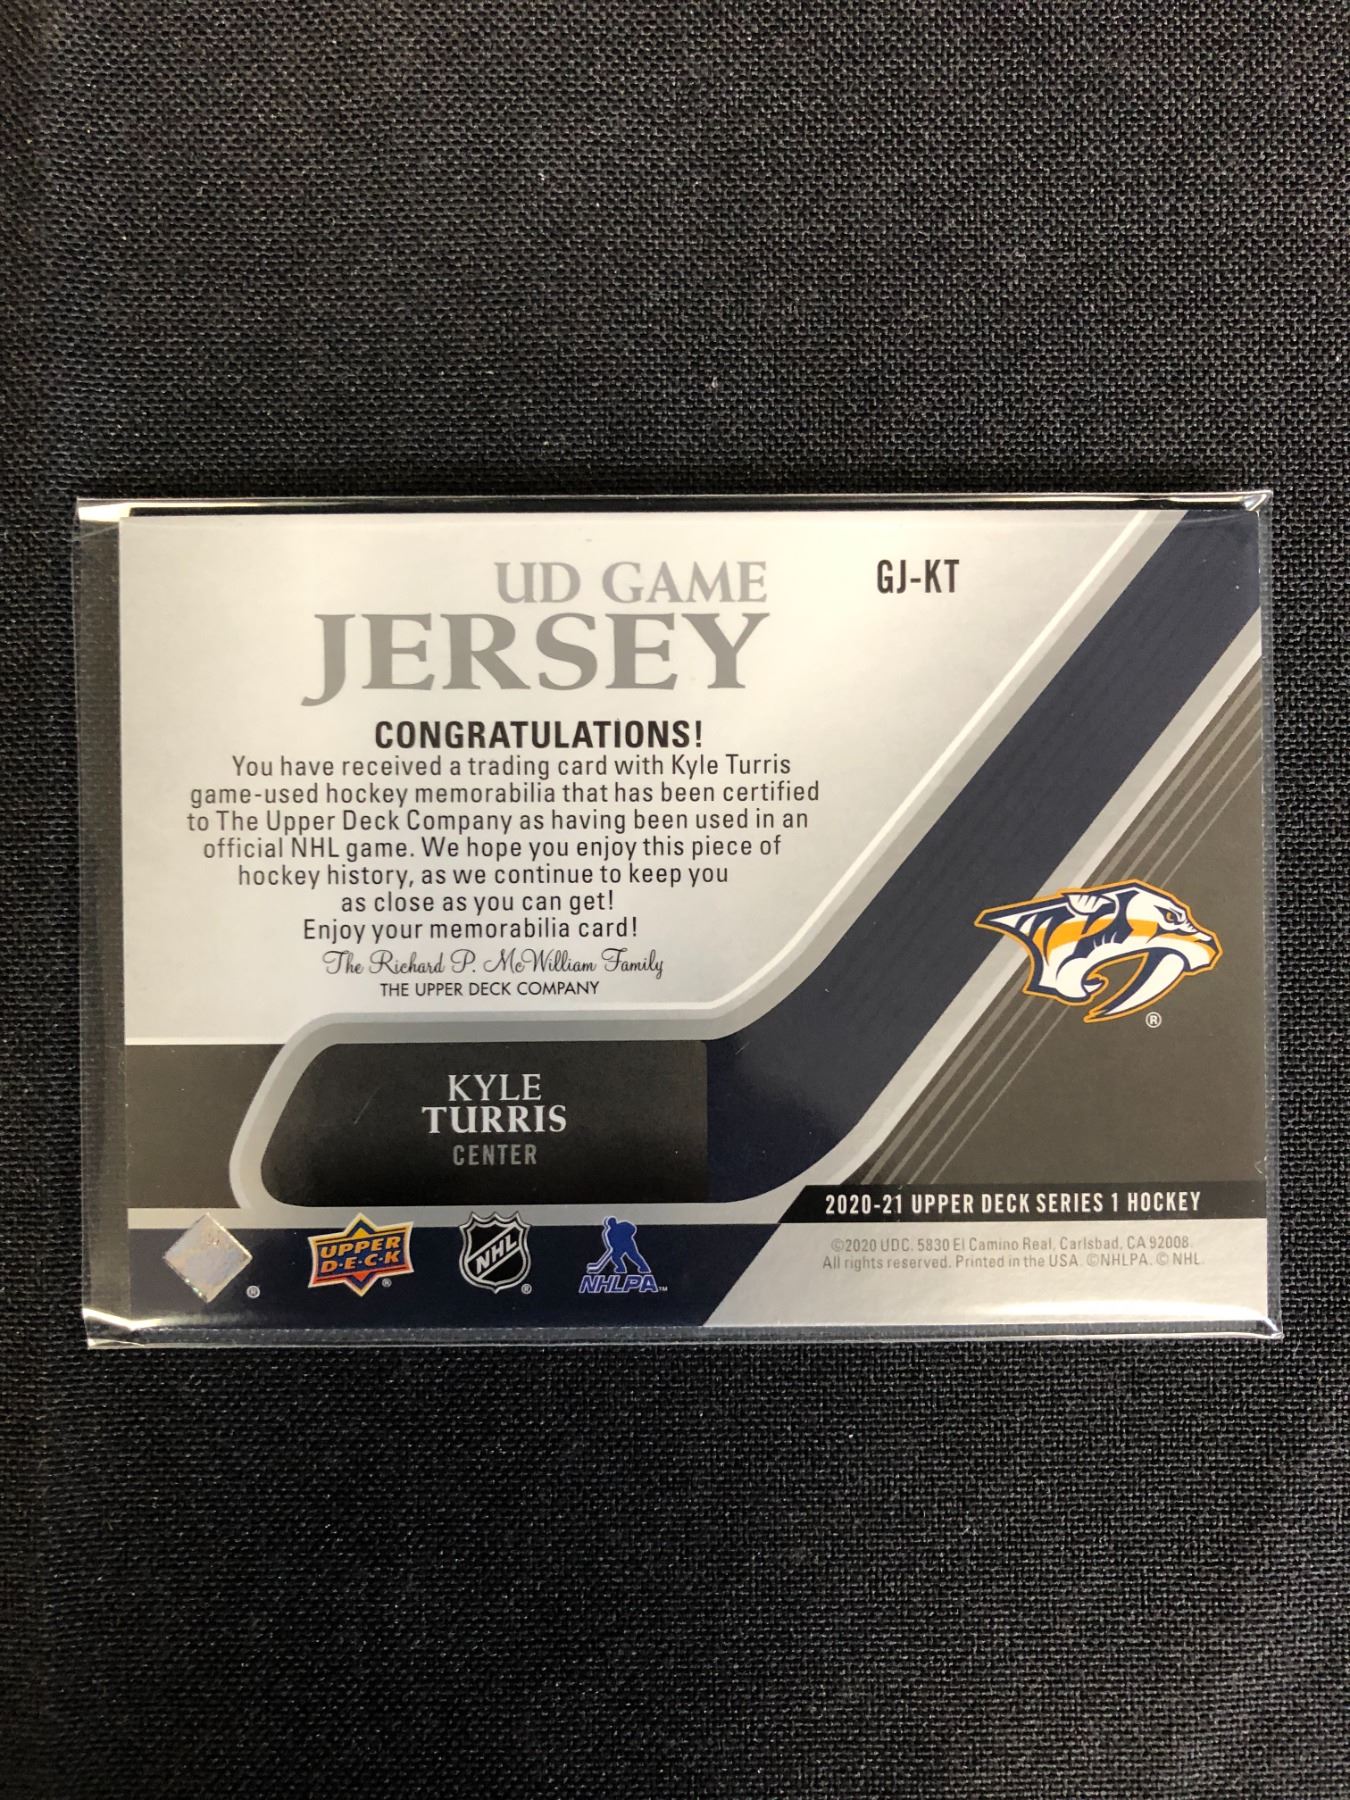 UD GAME
JERSEY
GJ-KT
CONGRATULATIONS!
You have received a trading card with Kyle Turris
game-used hockey memorabilia that has been certified
to The Upper Deck Company as having been used in an
official NHL game. We hope you enjoy this piece of
hockey history, as we continue to keep you
as close as you can get!
Enjoy your memorabilia card!
The Richard P. McWilliam Family
THE UPPER DECK COMPANY
®
KYLE
TURRIS
CENTER
2020-21 UPPER DECK SERIES 1 HOCKEY
©2020 UDC. 5830 El Camino Real, Carlsbad, CA 92008.
All rights reserved. Printed in the USA. ©NHLPA. © NHL.
®
UPPER
D·E·C·K
®
NHL
®
NHLPA™